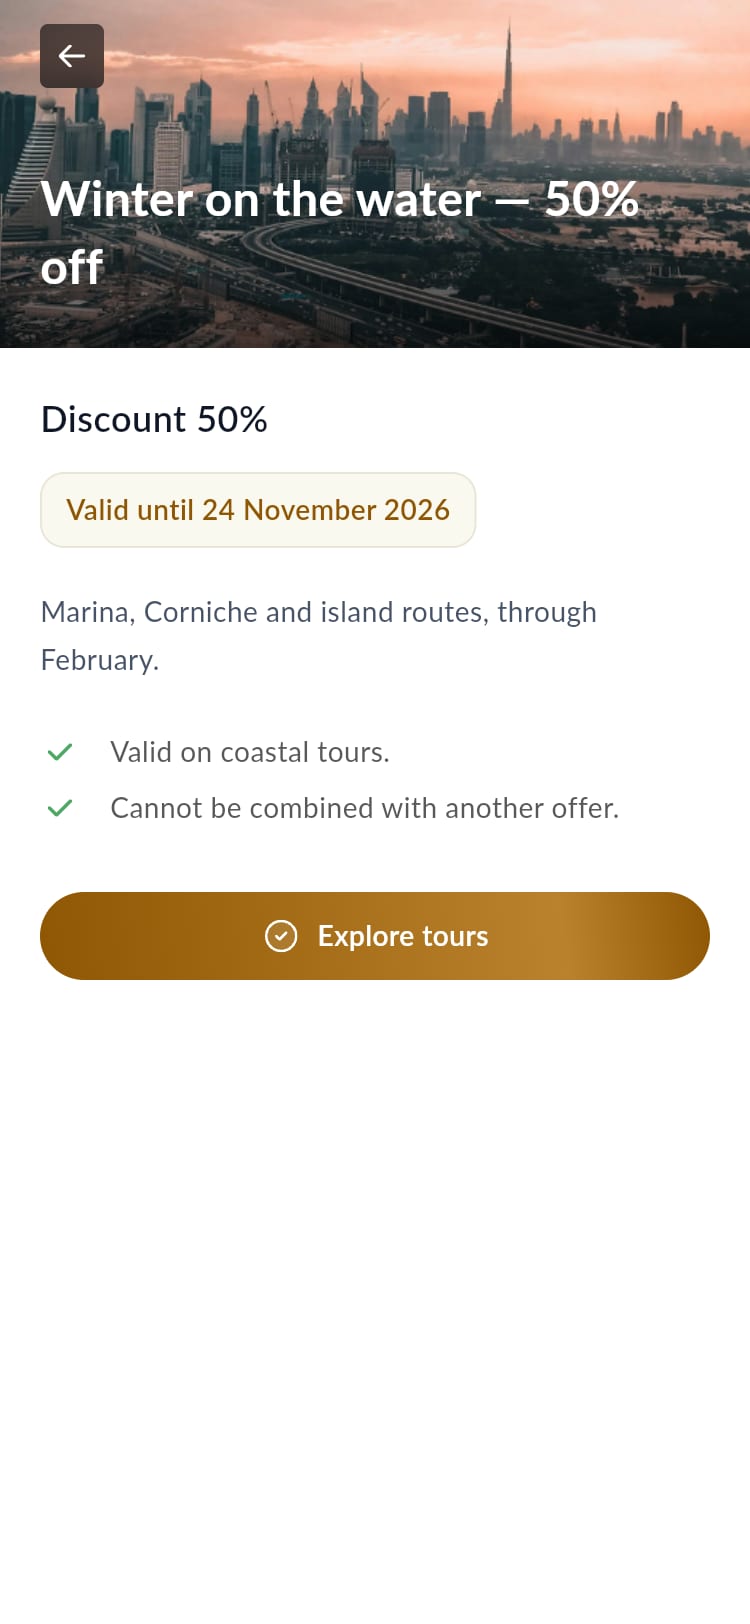 Winter on the water — 50%
off
Discount 50%
Valid until 24 November 2026
Marina, Corniche and island routes, through
February.
Valid on coastal tours.
Cannot be combined with another offer.
Explore tours